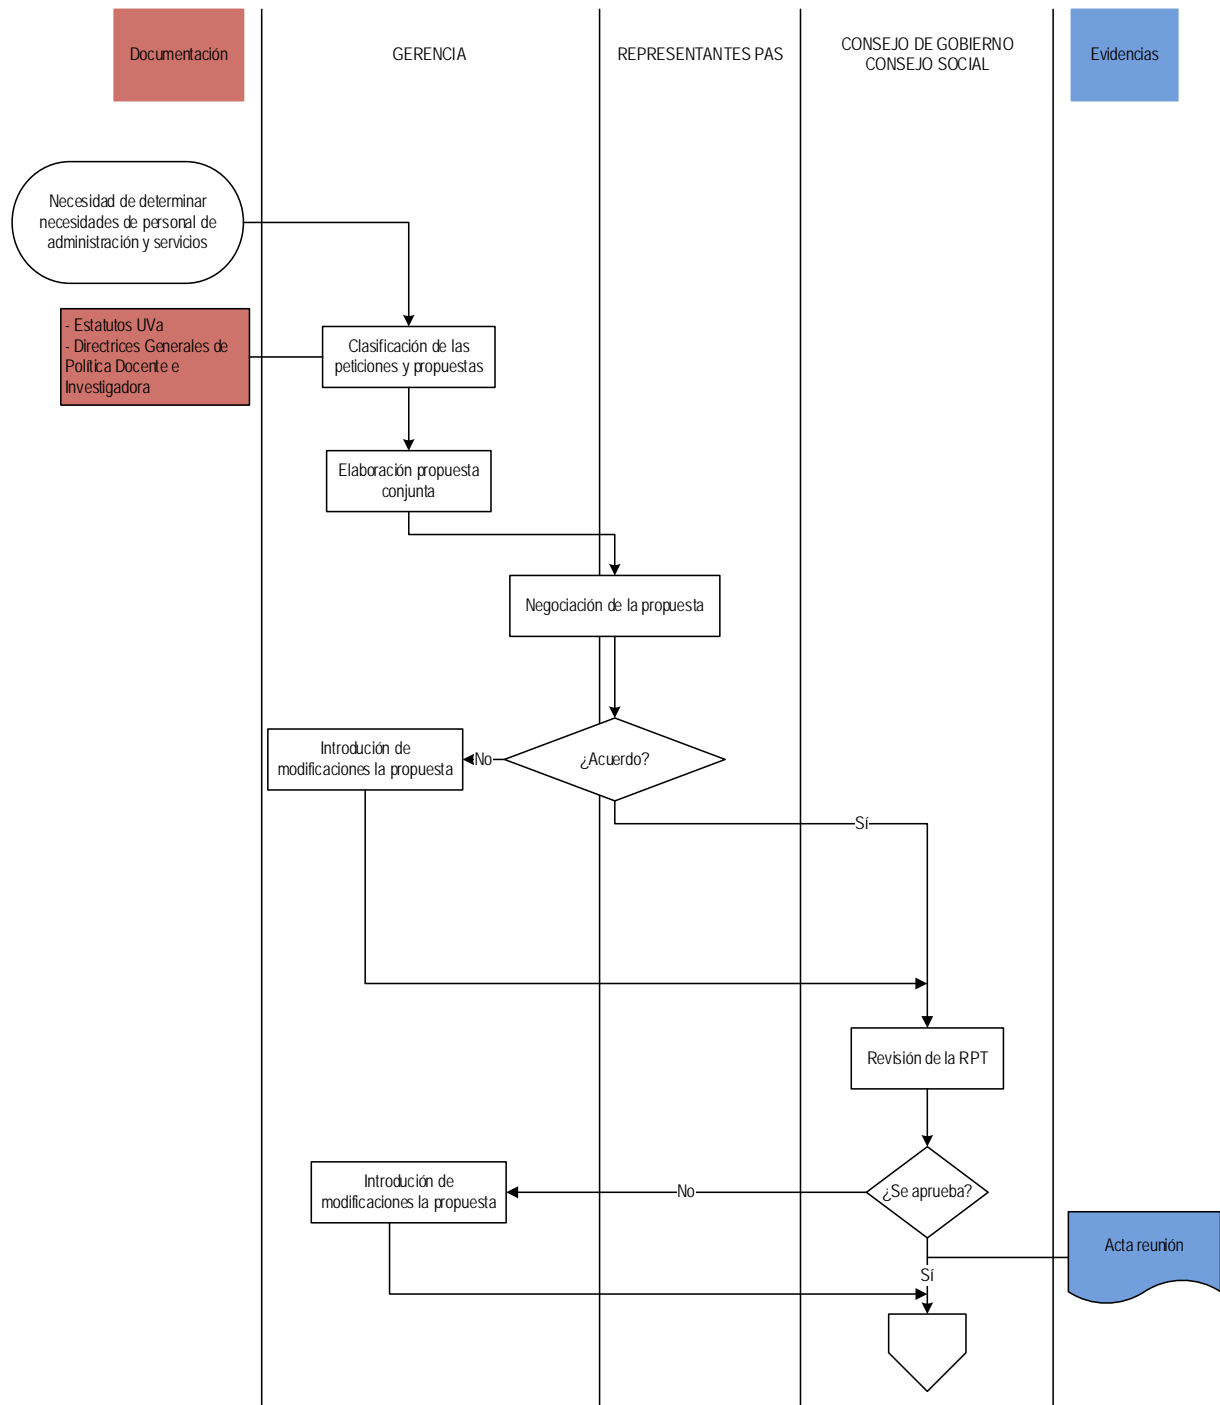 Documentación
GERENCIA
REPRESENTANTES PAS
CONSEJO DE GOBIERNO
CONSEJO SOCIAL
Evidencias
Necesidad de determinar
necesidades de personal de
administración y servicios
- Estatutos UVa
- Directrices Generales de
Política Docente e
Investigadora
Clasificación de las
peticiones y propuestas
Elaboración propuesta
conjunta
Negociación de la propuesta
Introdución de
modificaciones la propuesta
No
¿Acuerdo?
Sí
Revisión de la RPT
Introdución de
modificaciones la propuesta
No
¿Se aprueba?
Acta reunión
Sí